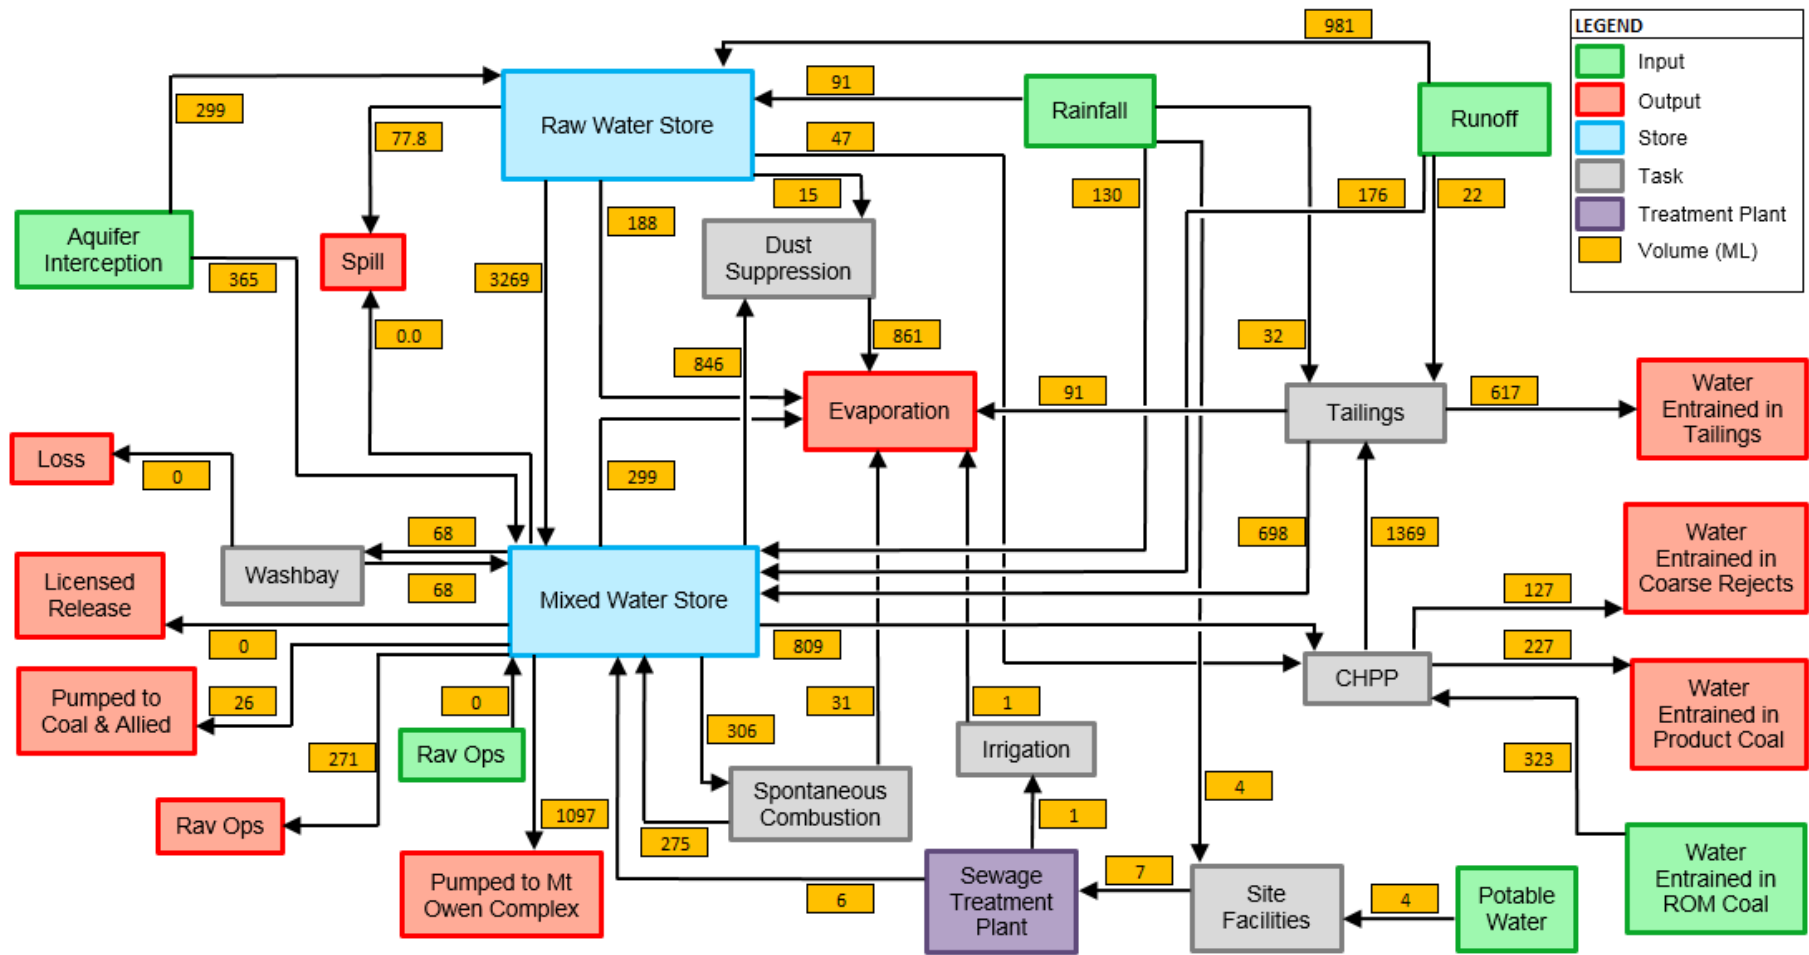 981
LEGEND
Input
Output
Store
Task
Treatment Plant
Volume (ML)
299
77.8
Raw Water Store
91
47
15
Rainfall
Runoff
130
176
22
Aquifer
Interception
365
Spill
0.0
3269
188
Dust
Suppression
846
861
32
Evaporation
91
Tailings
617
Water
Entrained in
Tailings
Loss
0
299
68
68
Washbay
Licensed
Release
0
Mixed Water Store
809
698
1369
Water
Entrained in
Coarse Rejects
127
227
CHPP
Water
Entrained in
Product Coal
323
Pumped to
Coal & Allied
26
271
0
Rav Ops
306
31
1
Irrigation
Rav Ops
1097
Spontaneous
Combustion
275
1
4
Pumped to Mt
Owen Complex
6
Sewage
Treatment
Plant
7
Site
Facilities
4
Potable
Water
Water
Entrained in
ROM Coal